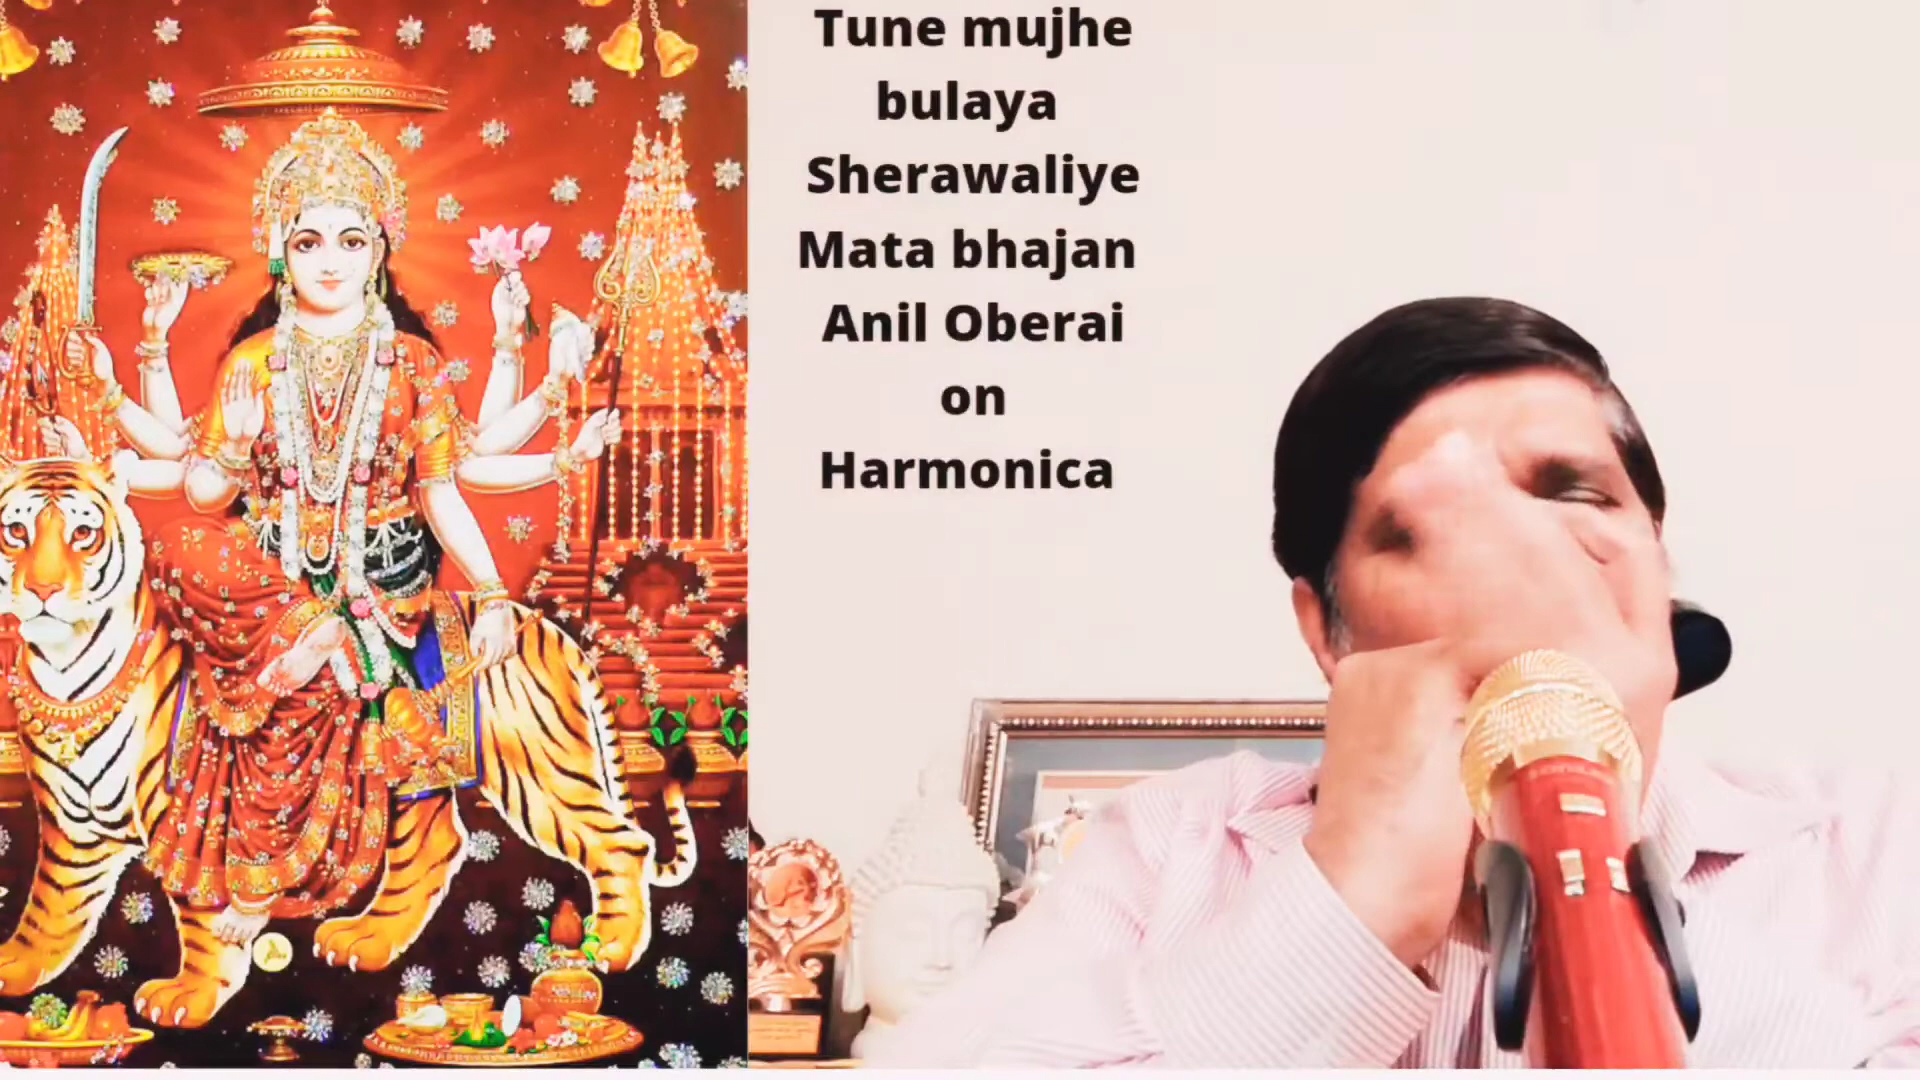 Tune mujhe
bulaya
Sherawaliye
Mata bhajan
Anil Oberai
on
Harmonica